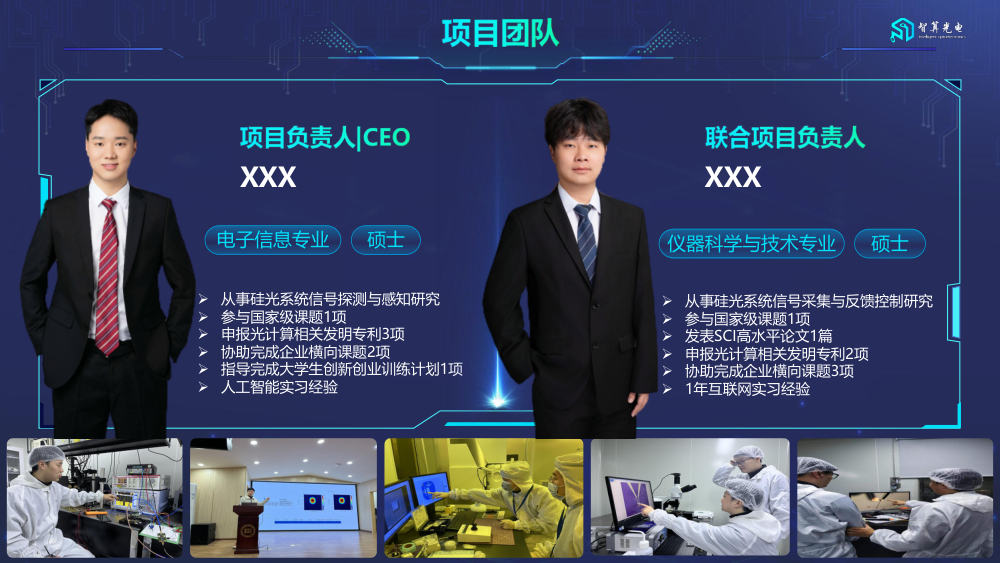 项目团队
智算光电
项目负责人|CEO
XXX
电子信息专业
硕士
从事硅光系统信号探测与感知研究
参与国家级课题1项
申报光计算相关发明专利3项
协助完成企业横向课题2项
指导完成大学生创新创业训练计划1项
人工智能实习经验
联合项目负责人
XXX
仪器科学与技术专业
硕士
从事硅光系统信号采集与反馈控制研究
参与国家级课题1项
发表SCI高水平论文1篇
申报光计算相关发明专利2项
协助完成企业横向课题3项
1年互联网实习经验